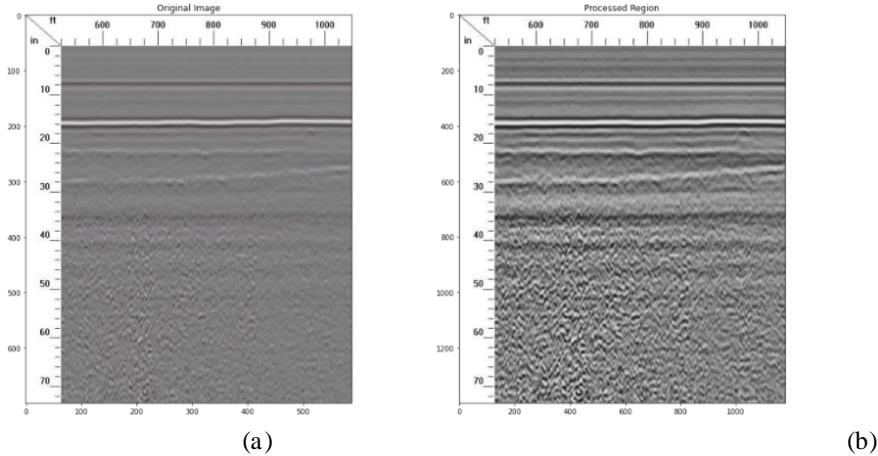 Original Image Processed Region
0 ft 600 700 800 900 1000 0 ft 600 700 800 900 1000
in in
0 0
100 10 200 10
200 20 400 20
300 30 600 30
400 40 800 40
500 50 1000 50
60 60
600 1200
70 70
0 100 200 300 400 500 0 200 400 600 800 1000
(a) (b)